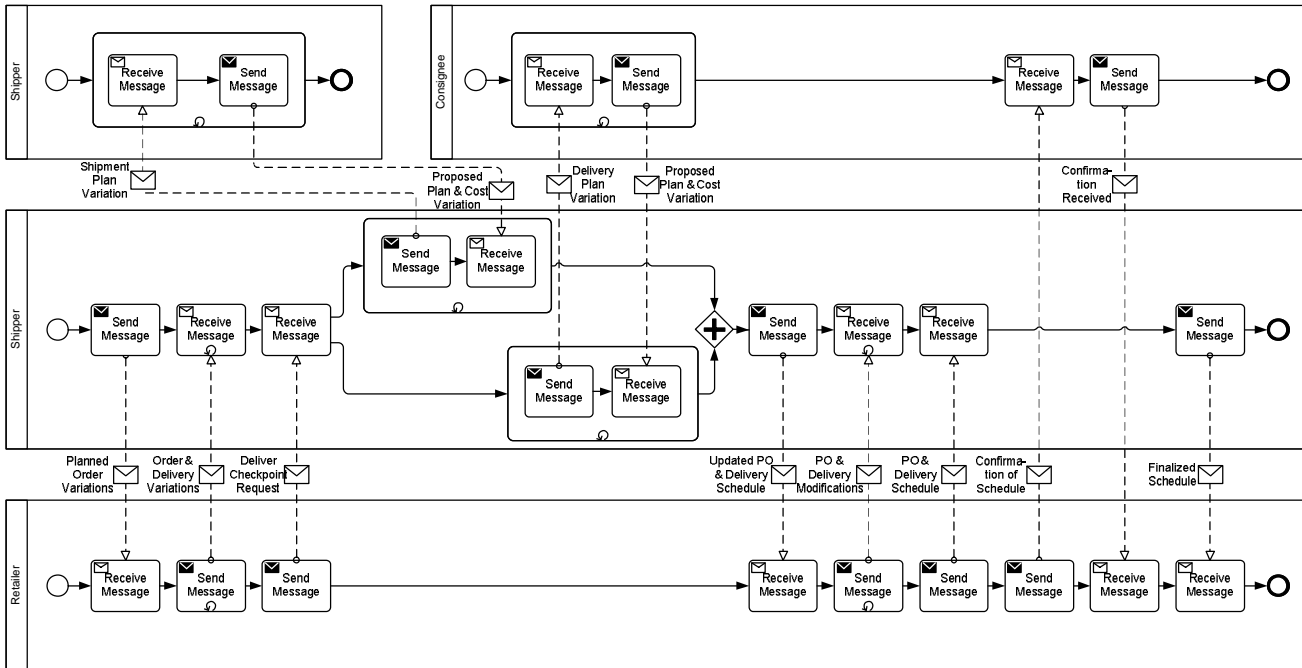 Shipper
Receive
Message
Send
Message
Consignee
Receive
Message
Send
Message
Receive
Message
Send
Message
Shipment
Plan
Variation
Proposed
Plan & Cost
Variation
Delivery
Plan
Variation
Proposed
Plan & Cost
Variation
Confirma-
tion
Received
Shipper
Send
Message
Receive
Message
Send
Message
Receive
Message
Receive
Message
Send
Message
Receive
Message
Send
Message
Receive
Message
Receive
Message
Send
Message
Send
Message
Receive
Message
Planned
Order
Variations
Order &
Delivery
Variations
Deliver
Checkpoint
Request
Updated PO
& Delivery
Schedule
PO &
Delivery
Modifications
PO &
Delivery
Schedule
Confirma-
tion of
Schedule
Finalized
Schedule
Retailer
Receive
Message
Send
Message
Send
Message
Receive
Message
Send
Message
Send
Message
Send
Message
Receive
Message
Receive
Message